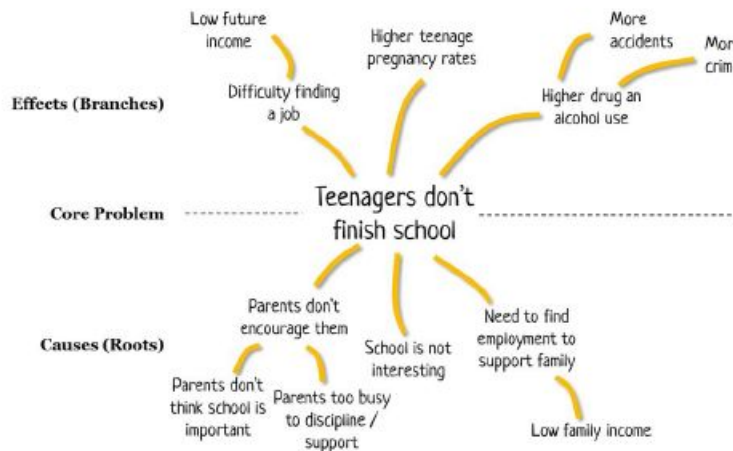 Low future
income
Higher teenage
pregnancy rates
More
accidents
Mor
crim
Effects (Branches)
Difficulty finding
a job
Higher drug an
alcohol use
Core Problem
Teenagers don't
finish school
Causes (Roots)
Parents don't
encourage them
School is not
interesting
Need to find
employment to
support family
Parents don't
think school is
important
Parents too busy
to discipline /
support
Low family income